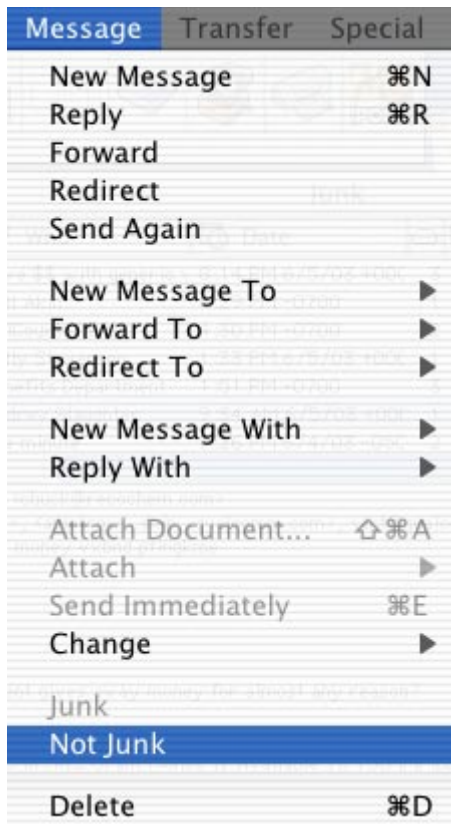 Message Transfer Special
New Message ⌘N
Reply ⌘R
Forward
Redirect
Send Again
New Message To ▶
Forward To ▶
Redirect To ▶
New Message With ▶
Reply With ▶
Attach Document... ⇧⌘A
Attach ▶
Send Immediately ⌘E
Change ▶
Junk
Not Junk
Delete ⌘D